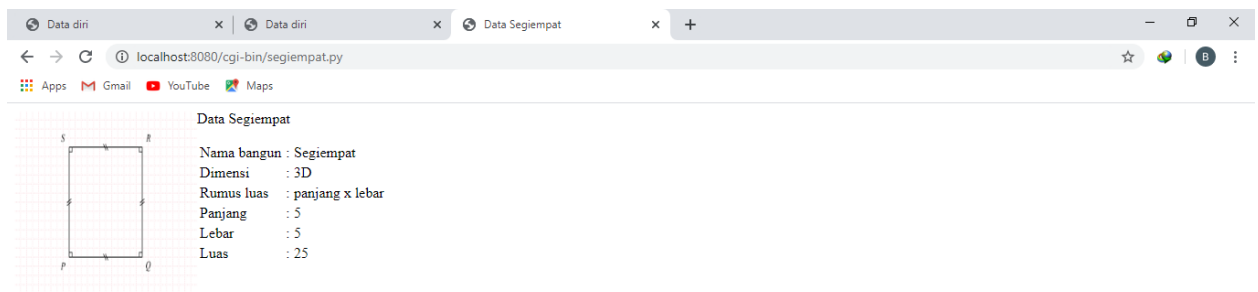 Data diri
Data diri
Data Segiempat
localhost:8080/cgi-bin/segiempat.py
B
Apps Gmail YouTube Maps
Data Segiempat
S R
P Q
Nama bangun : Segiempat
Dimensi : 3D
Rumus luas : panjang x lebar
Panjang : 5
Lebar : 5
Luas : 25